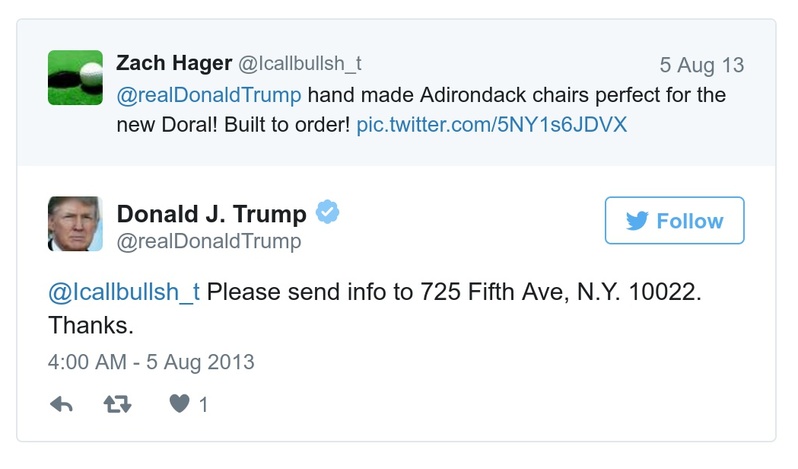 Zach Hager @Icallbullsh_t 5 Aug 13
@realDonaldTrump hand made Adirondack chairs perfect for the
new Doral! Built to order! pic.twitter.com/5NY1s6JDVX
Donald J. Trump
@realDonaldTrump
Follow
@Icallbullsh_t Please send info to 725 Fifth Ave, N.Y. 10022.
Thanks.
4:00 AM - 5 Aug 2013
1